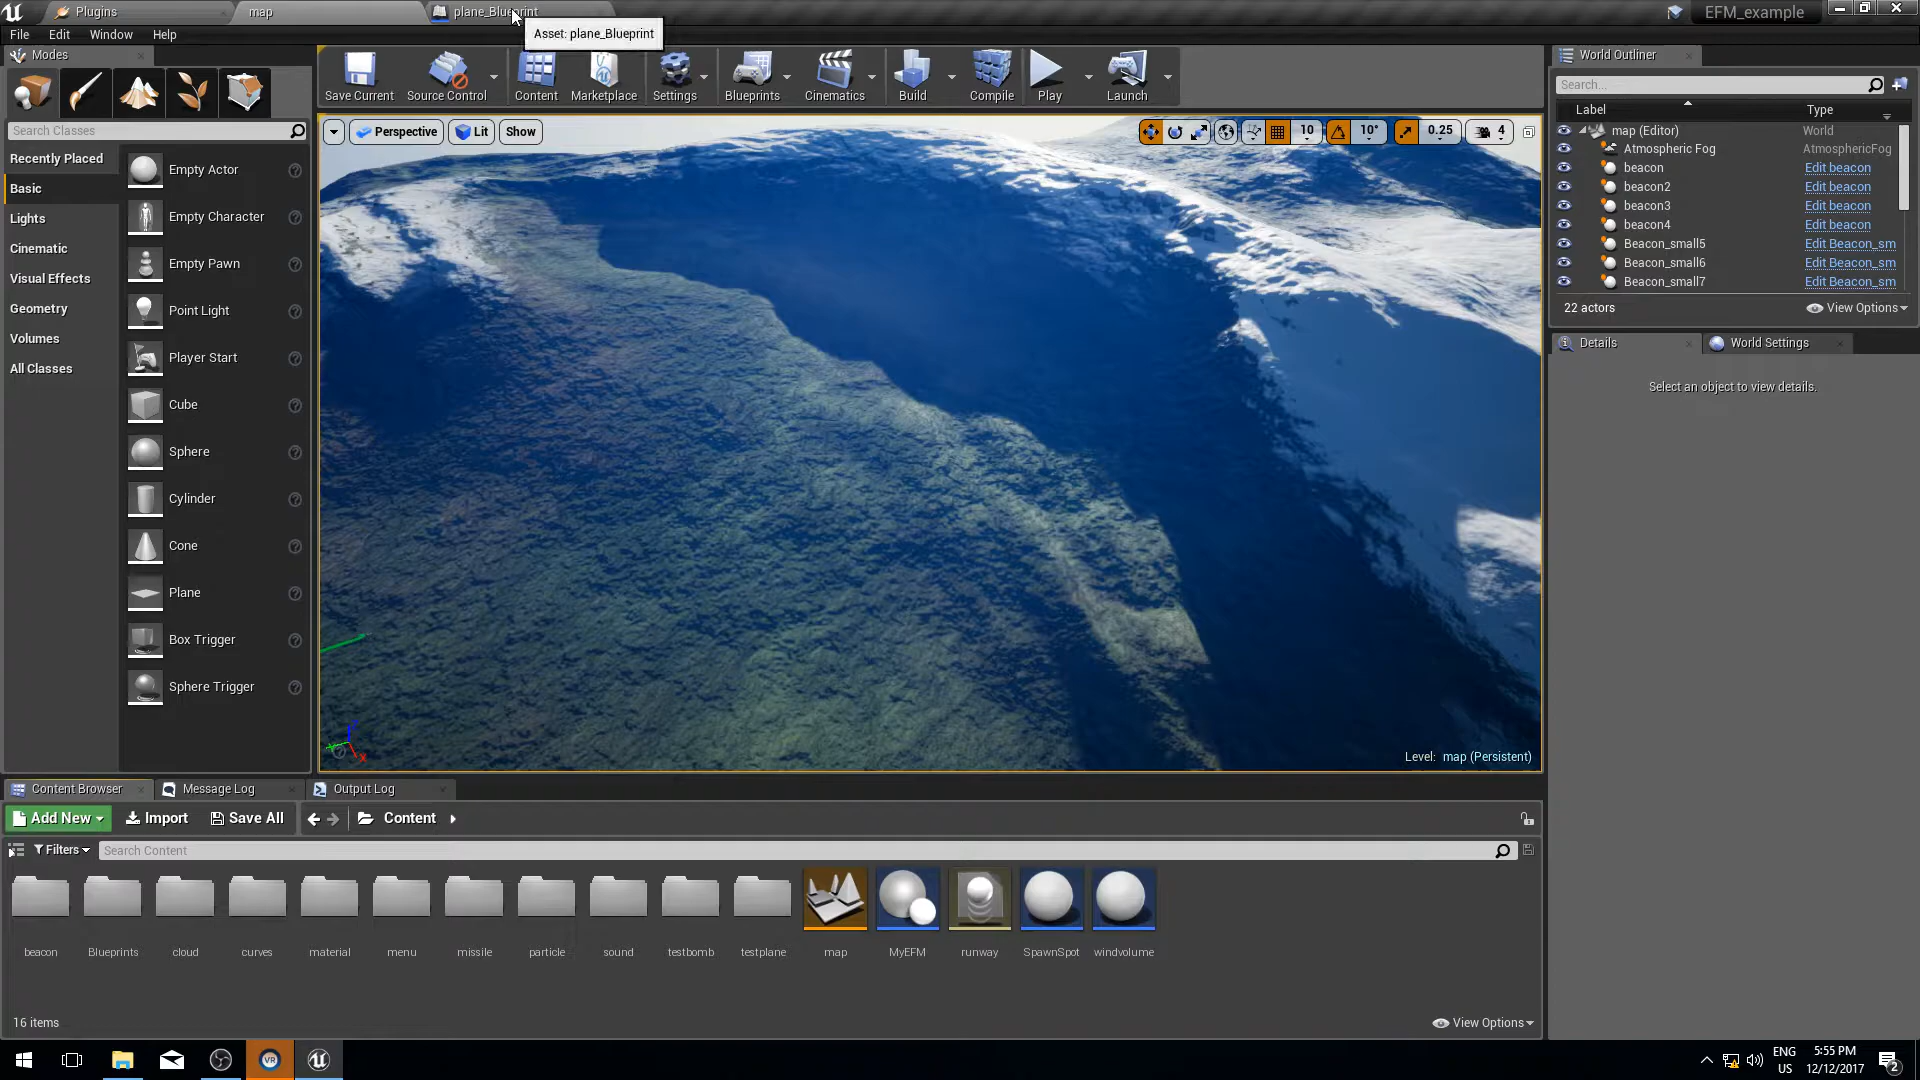 Plugins
map
plane_Blueprint
EFM_example
Asset: plane_Blueprint
File
Edit
Window
Help
Modes
Save Current
Source Control
Content
Marketplace
Settings
Blueprints
Cinematics
Build
Compile
Play
Launch
World Outliner
Search...
Label
Type
Search Classes
Recently Placed
Basic
Lights
Cinematic
Visual Effects
Geometry
Volumes
All Classes
Empty Actor
Empty Character
Empty Pawn
Point Light
Player Start
Cube
Sphere
Cylinder
Cone
Plane
Box Trigger
Sphere Trigger
Perspective
Lit
Show
10
10°
0.25
4
map (Editor) World
Atmospheric Fog AtmosphericFog
beacon Edit beacon
beacon2 Edit beacon
beacon3 Edit beacon
beacon4 Edit beacon
Beacon_small5 Edit Beacon_sm
Beacon_small6 Edit Beacon_sm
Beacon_small7 Edit Beacon_sm
22 actors
View Options
Details
World Settings
Select an object to view details.
Level: map (Persistent)
Content Browser
Message Log
Output Log
Add New
Import
Save All
Content
Filters
Search Content
beacon
Blueprints
cloud
curves
material
menu
missile
particle
sound
testbomb
testplane
map
MyEFM
runway
SpawnSpot
windvolume
16 items
View Options
VR
ENG
US
5:55 PM
12/12/2017
2